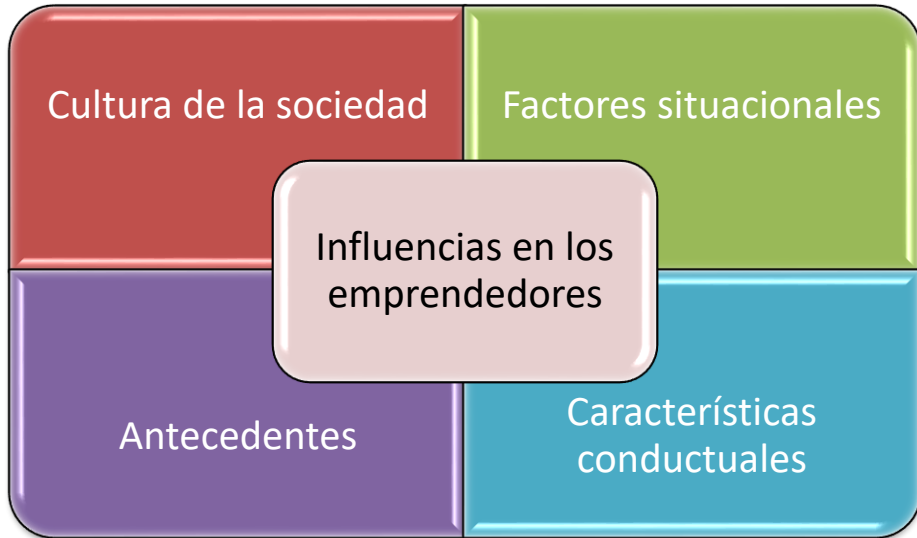 Cultura de la sociedad
Factores situacionales
Influencias en los
emprendedores
Antecedentes
Características
conductuales